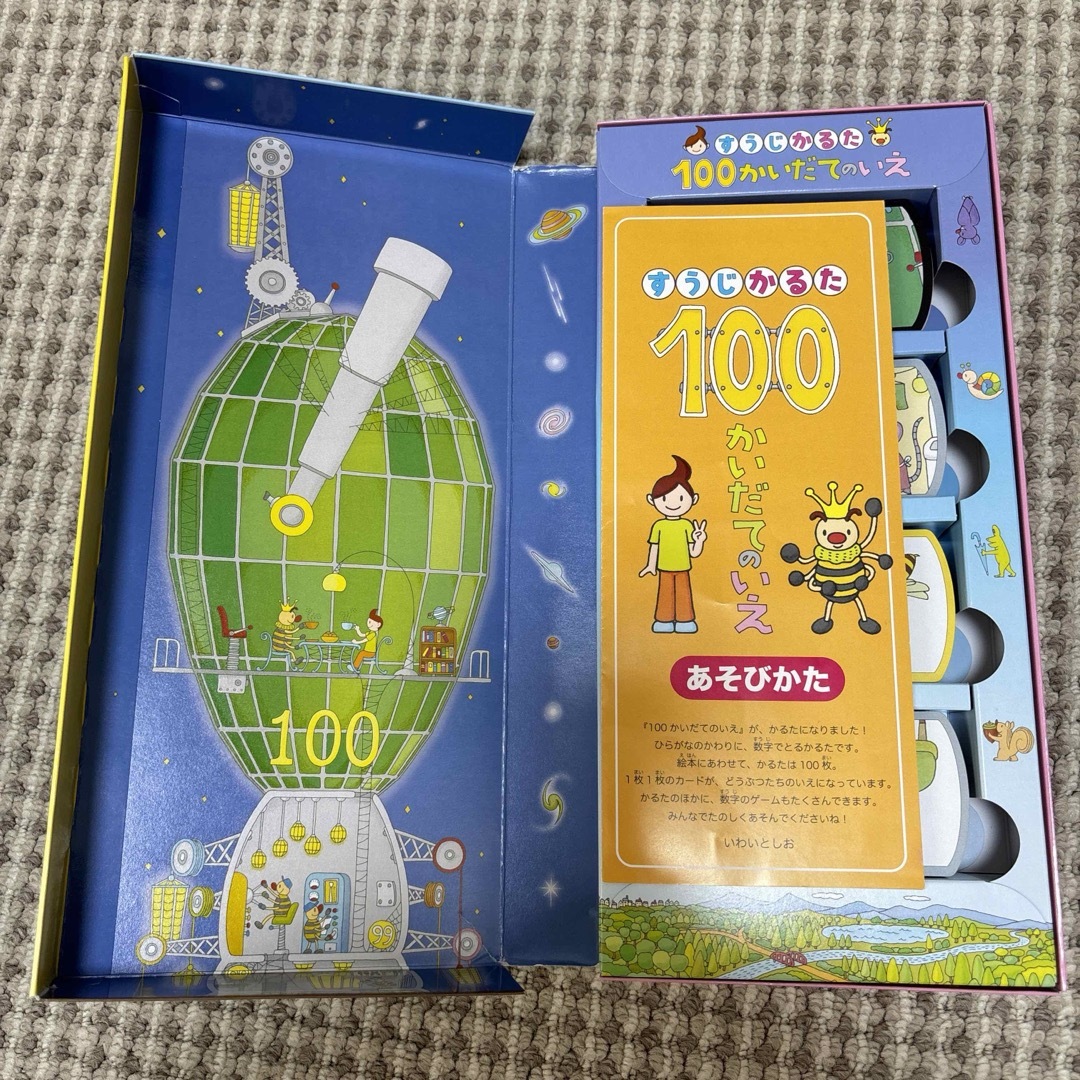 100
99
すうじかるた
100かいだてのいえ
すうじかるた
100
かいだてのいえ
あそびかた
『100かいだてのいえ』が、かるたになりました！
ひらがなのかわりに、数字でとるかるたです。
絵本にあわせて、かるたは100枚。
1枚1枚のカードが、どうぶつたちのいえになっています。
かるたのほかに、数字のゲームもたくさんできます。
みんなでたのしくあそんでくださいね！
いわいとしお